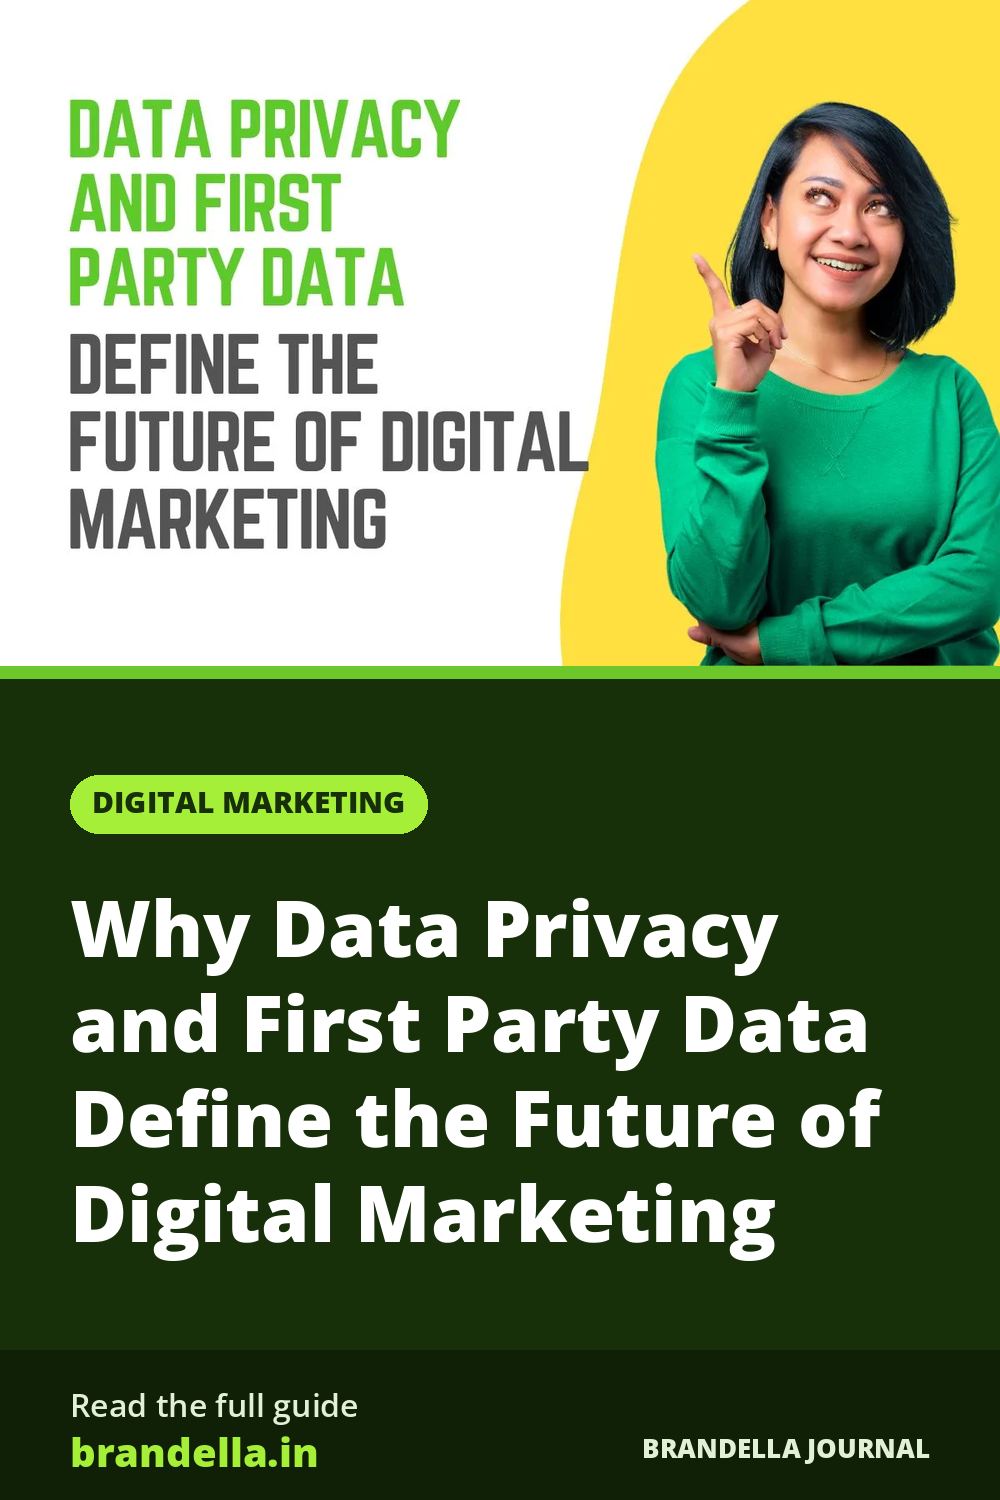 DATA PRIVACY
AND FIRST
PARTY DATA
DEFINE THE
FUTURE OF DIGITAL
MARKETING
DIGITAL MARKETING
Why Data Privacy
and First Party Data
Define the Future of
Digital Marketing
Read the full guide
brandella.in
BRANDELLA JOURNAL